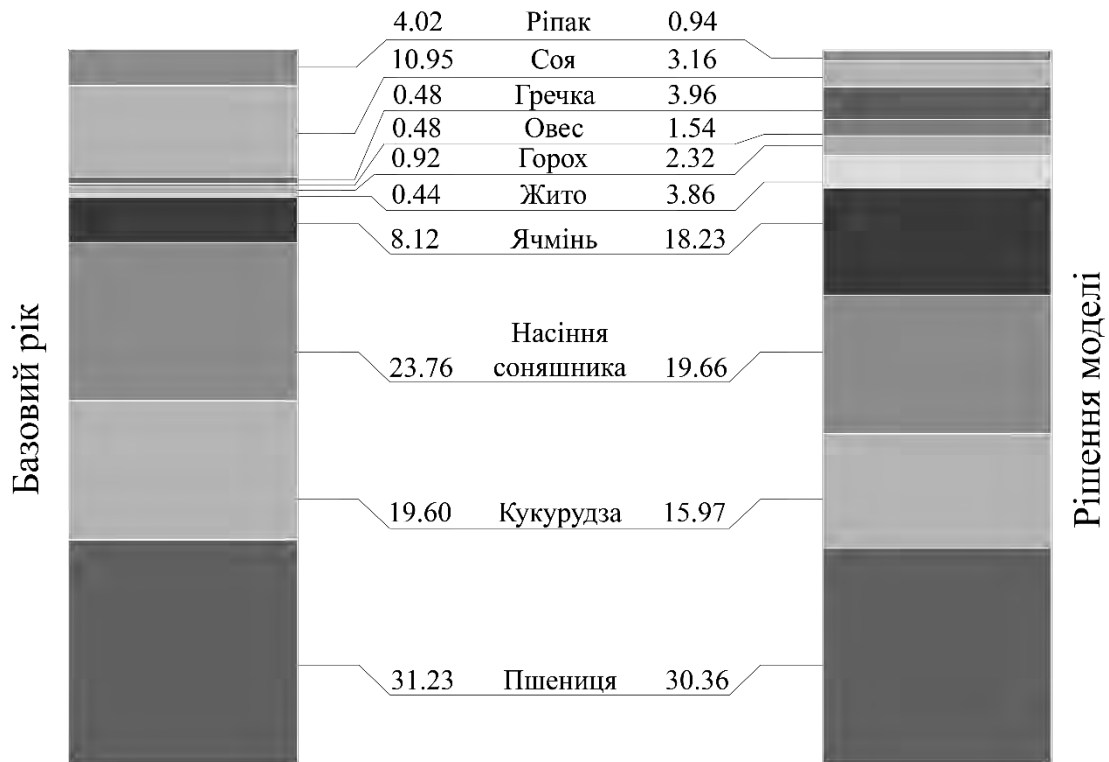 4.02 Ріпак 0.94
10.95 Соя 3.16
0.48 Гречка 3.96
0.48 Овес 1.54
0.92 Горох 2.32
0.44 Жито 3.86
8.12 Ячмінь 18.23
Насіння
23.76 соняшника 19.66
19.60 Кукурудза 15.97
31.23 Пшениця 30.36
Базовий рік
Рішення моделі